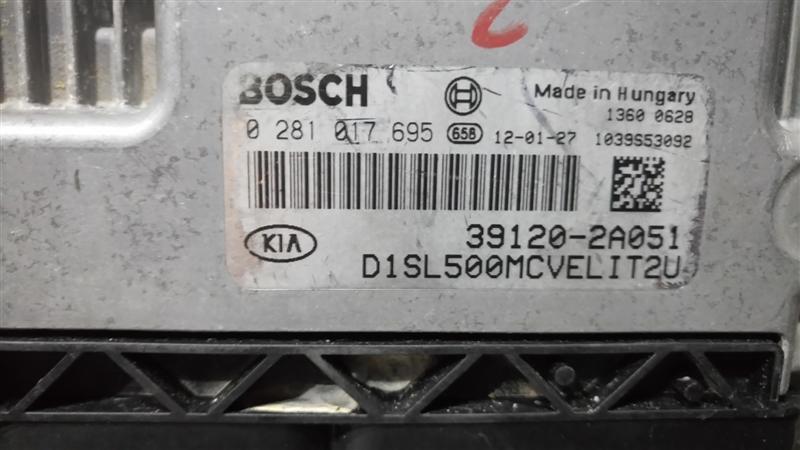 BOSCH Made in Hungary
1360 0628
0 281 017 695 658 12-01-27 1039S53092
KIA 39120-2A051
D1SL500MCVELIT2U